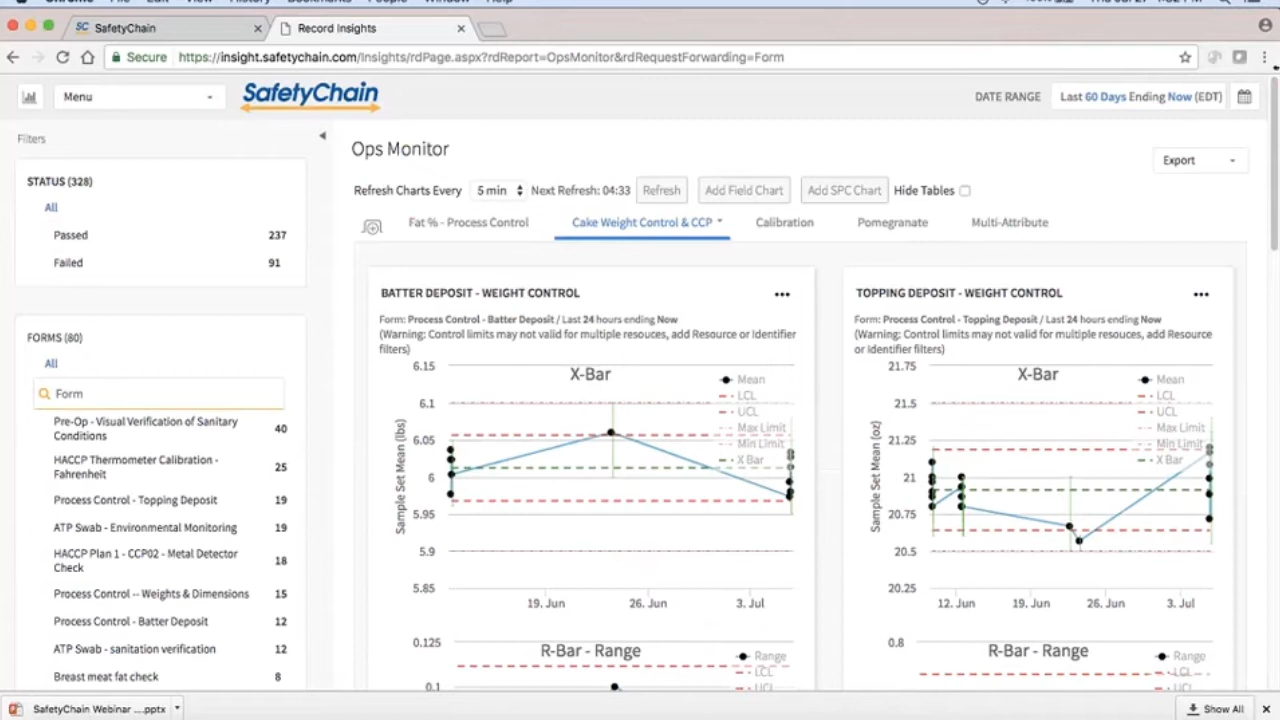 SafetyChain
Record Insights
Secure https://insight.safetychain.com/Insights/rdPage.aspx?rdReport=OpsMonitor&rdRequestForwarding=Form
Menu
SafetyChain
DATE RANGE
Last 60 Days Ending Now (EDT)
Filters
STATUS (328)
All
Passed 237
Failed 91
FORMS (80)
All
Form
Pre-Op - Visual Verification of Sanitary
Conditions 40
HACCP Thermometer Calibration -
Fahrenheit 25
Process Control - Topping Deposit 19
ATP Swab - Environmental Monitoring 19
HACCP Plan 1 - CCP02 - Metal Detector
Check 18
Process Control -- Weights & Dimensions 15
Process Control - Batter Deposit 12
ATP Swab - sanitation verification 12
Breast meat fat check 8
Ops Monitor
Export
Refresh Charts Every 5 min Next Refresh: 04:33 Refresh Add Field Chart Add SPC Chart Hide Tables
Fat % - Process Control
Cake Weight Control & CCP
Calibration
Pomegranate
Multi-Attribute
BATTER DEPOSIT - WEIGHT CONTROL
Form: Process Control - Batter Deposit / Last 24 hours ending Now
(Warning: Control limits may not valid for multiple resouces, add Resource or Identifier
filters)
X-Bar
Sample Set Mean (lbs)
6.15
6.1
6.05
6
5.95
5.9
5.85
Mean
LCL
UCL
Max Limit
Min Limit
X Bar
19. Jun
26. Jun
3. Jul
R-Bar - Range
0.125
0.1
Range
LCL
UCL
TOPPING DEPOSIT - WEIGHT CONTROL
Form: Process Control - Topping Deposit / Last 24 hours ending Now
(Warning: Control limits may not valid for multiple resouces, add Resource
or Identifier filters)
X-Bar
Sample Set Mean (oz)
21.75
21.5
21.25
21
20.75
20.5
20.25
Mean
LCL
UCL
Max Limit
Min Limit
X Bar
12. Jun
19. Jun
26. Jun
3. Jul
R-Bar - Range
0.8
Range
LCL
UCL
SafetyChain Webinar ....pptx
Show All